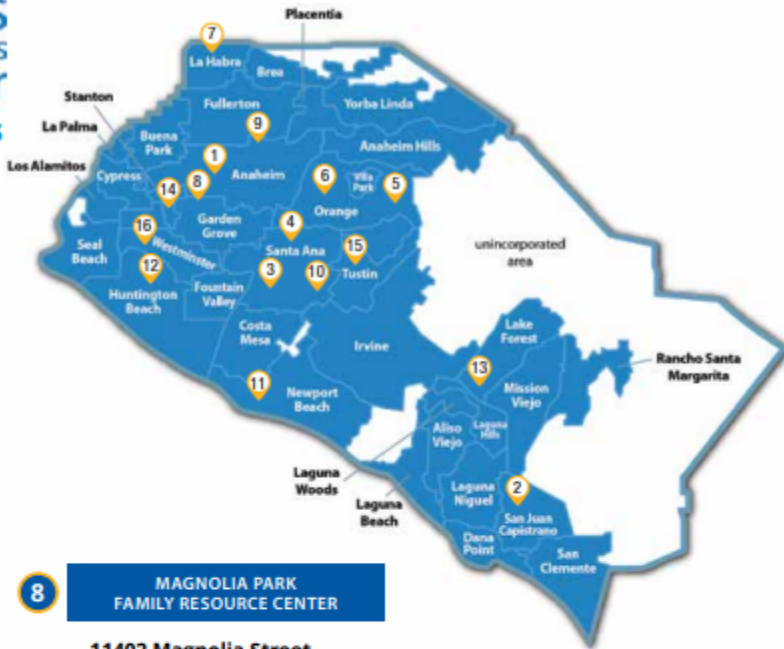 Placentia
7
La Habra
Brea
Stanton
Fullerton
Yorba Linda
La Palma
9
Buena
Park
Anaheim Hills
Los Alamitos
1
Cypress
Anaheim
6
Villa
Park
5
14
8
Orange
Garden
Grove
4
16
Santa Ana
15
Seal
Beach
Westminster
unincorporated
area
12
3
10
Tustin
Huntington
Beach
Fountain
Valley
Costa
Mesa
Irvine
Lake
Forest
13
Rancho Santa
Margarita
11
Newport
Beach
Mission
Viejo
Aliso
Viejo
Laguna
Hills
Laguna
Woods
Laguna
Beach
Laguna
Niguel
2
San Juan
Capistrano
Dana
Point
San
Clemente
8
MAGNOLIA PARK
FAMILY RESOURCE CENTER
11402 Magnolia Street